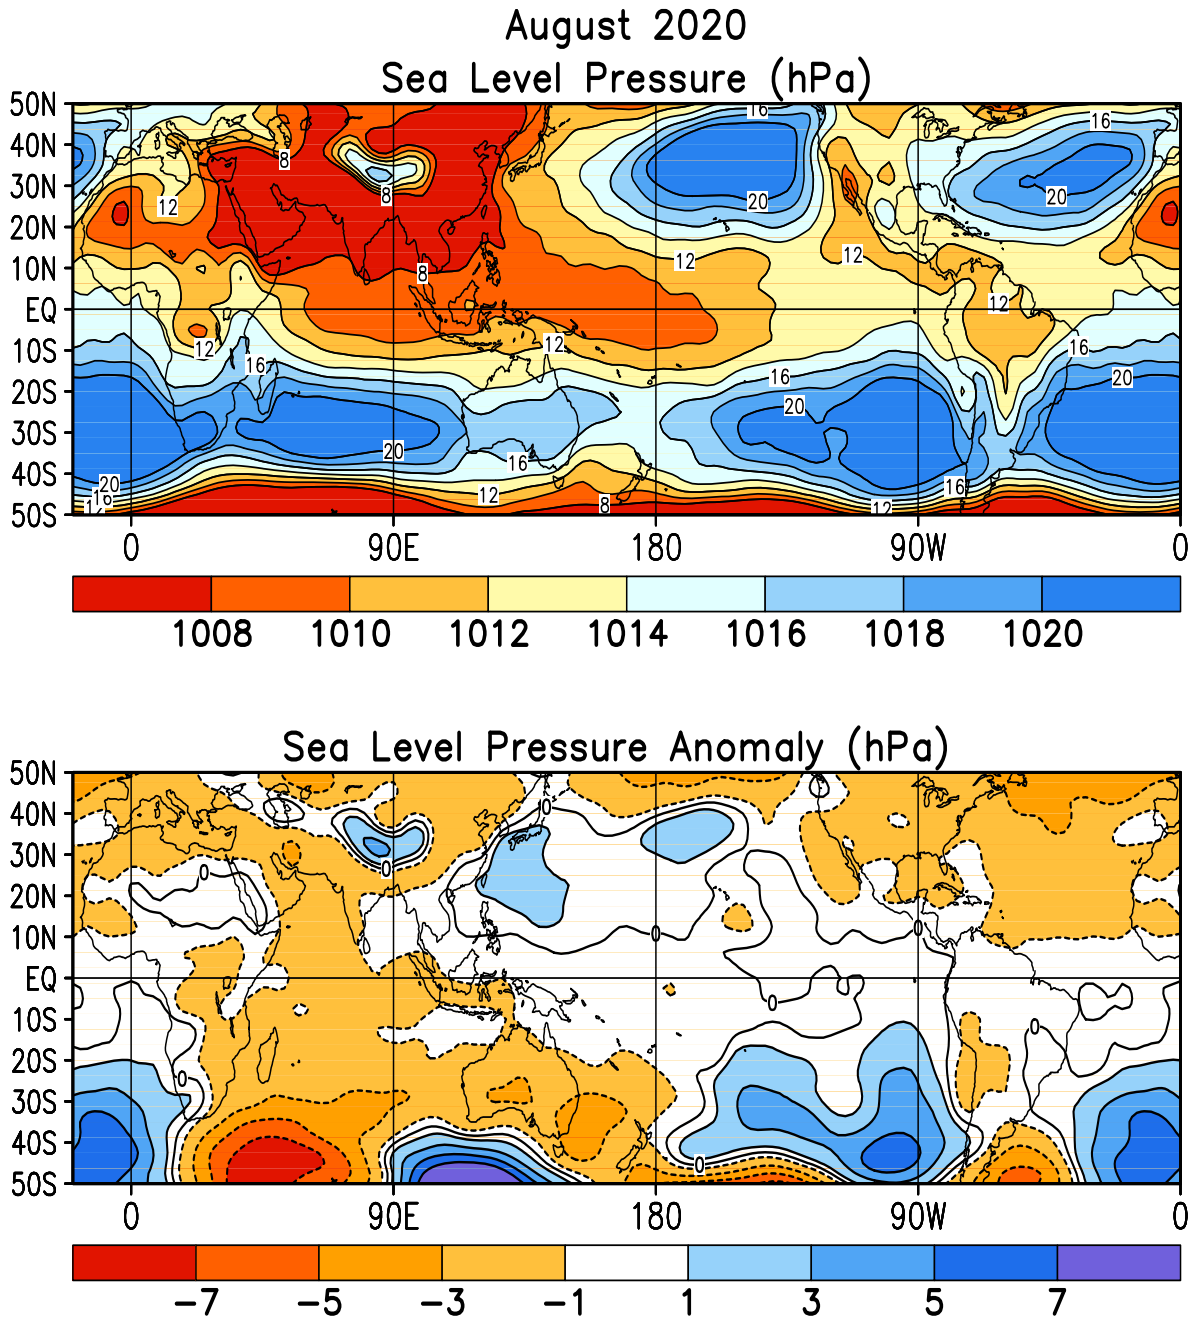 August 2020
Sea Level Pressure (hPa)
50N
40N
30N
20N
10N
EQ
10S
20S
30S
40S
50S
16
16
8
8
20
20
12
12
12
8
12
12
12
16
16
16
20
20
20
16
12
16
20
16
8
12
0 90E 180 90W 0
1008 1010 1012 1014 1016 1018 1020
Sea Level Pressure Anomaly (hPa)
50N
40N
30N
20N
10N
EQ
10S
20S
30S
40S
50S
0
0
0
0
0
0
0
0
0
0 90E 180 90W 0
-7 -5 -3 -1 1 3 5 7